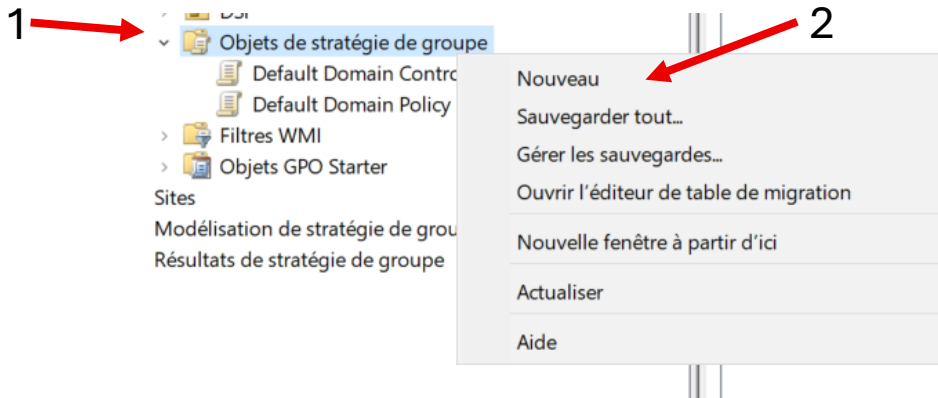 1
2
DSI
Objets de stratégie de groupe
Default Domain Contro
Default Domain Policy
Filtres WMI
Objets GPO Starter
Sites
Modélisation de stratégie de grou
Résultats de stratégie de groupe
Nouveau
Sauvegarder tout...
Gérer les sauvegardes...
Ouvrir l'éditeur de table de migration
Nouvelle fenêtre à partir d'ici
Actualiser
Aide